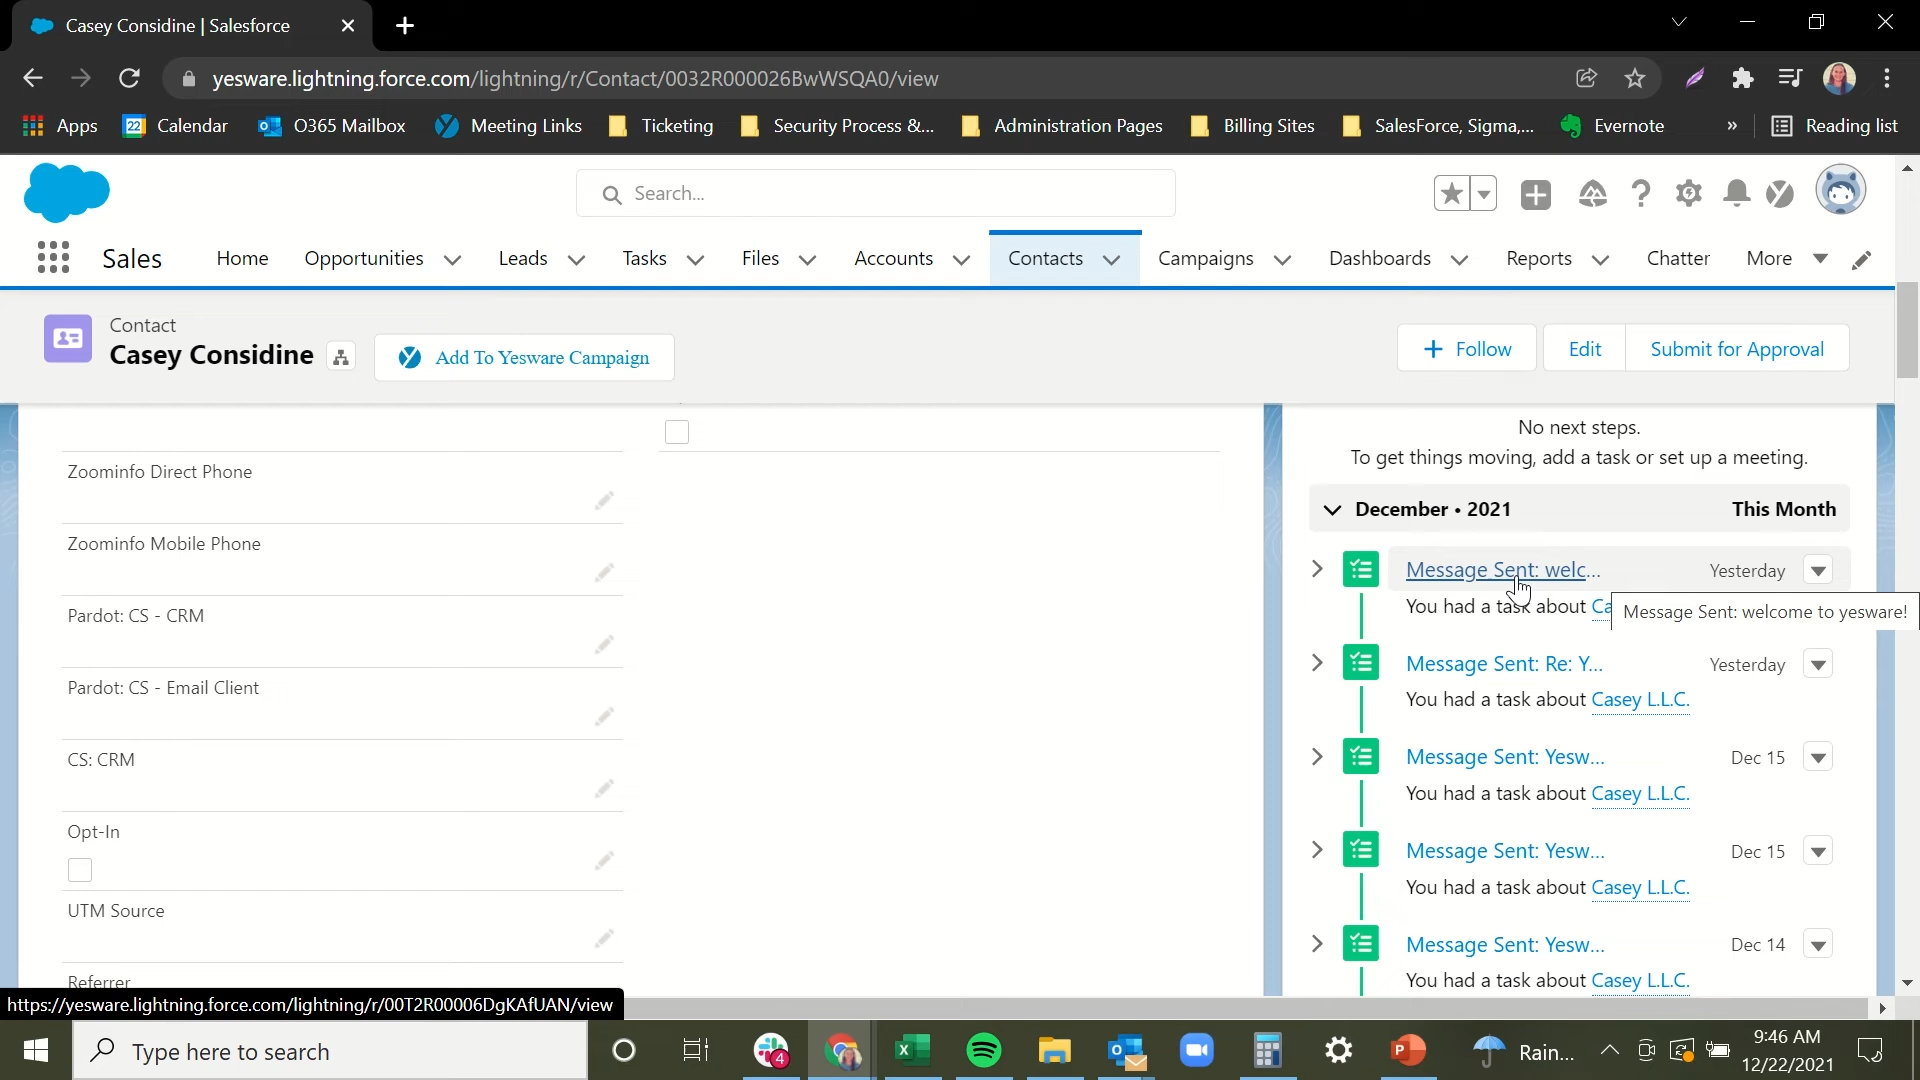 Casey Considine | Salesforce
yesware.lightning.force.com/lightning/r/Contact/0032R000026BwWSQA0/view
Apps
22 Calendar
O365 Mailbox
Meeting Links
Ticketing
Security Process &...
Administration Pages
Billing Sites
SalesForce, Sigma,...
Evernote
»
Reading list
Search...
Sales
Home
Opportunities
Leads
Tasks
Files
Accounts
Contacts
Campaigns
Dashboards
Reports
Chatter
More
Contact
Casey Considine
Add To Yesware Campaign
+ Follow
Edit
Submit for Approval
Zoominfo Direct Phone
Zoominfo Mobile Phone
Pardot: CS - CRM
Pardot: CS - Email Client
CS: CRM
Opt-In
UTM Source
Referrer
No next steps.
To get things moving, add a task or set up a meeting.
December • 2021 This Month
Message Sent: welc... Yesterday
You had a task about Ca
Message Sent: welcome to yesware!
Message Sent: Re: Y... Yesterday
You had a task about Casey L.L.C.
Message Sent: Yesw... Dec 15
You had a task about Casey L.L.C.
Message Sent: Yesw... Dec 15
You had a task about Casey L.L.C.
Message Sent: Yesw... Dec 14
You had a task about Casey L.L.C.
https://yesware.lightning.force.com/lightning/r/00T2R00006DgKAfUAN/view
Type here to search
4
Rain...
9:46 AM
12/22/2021